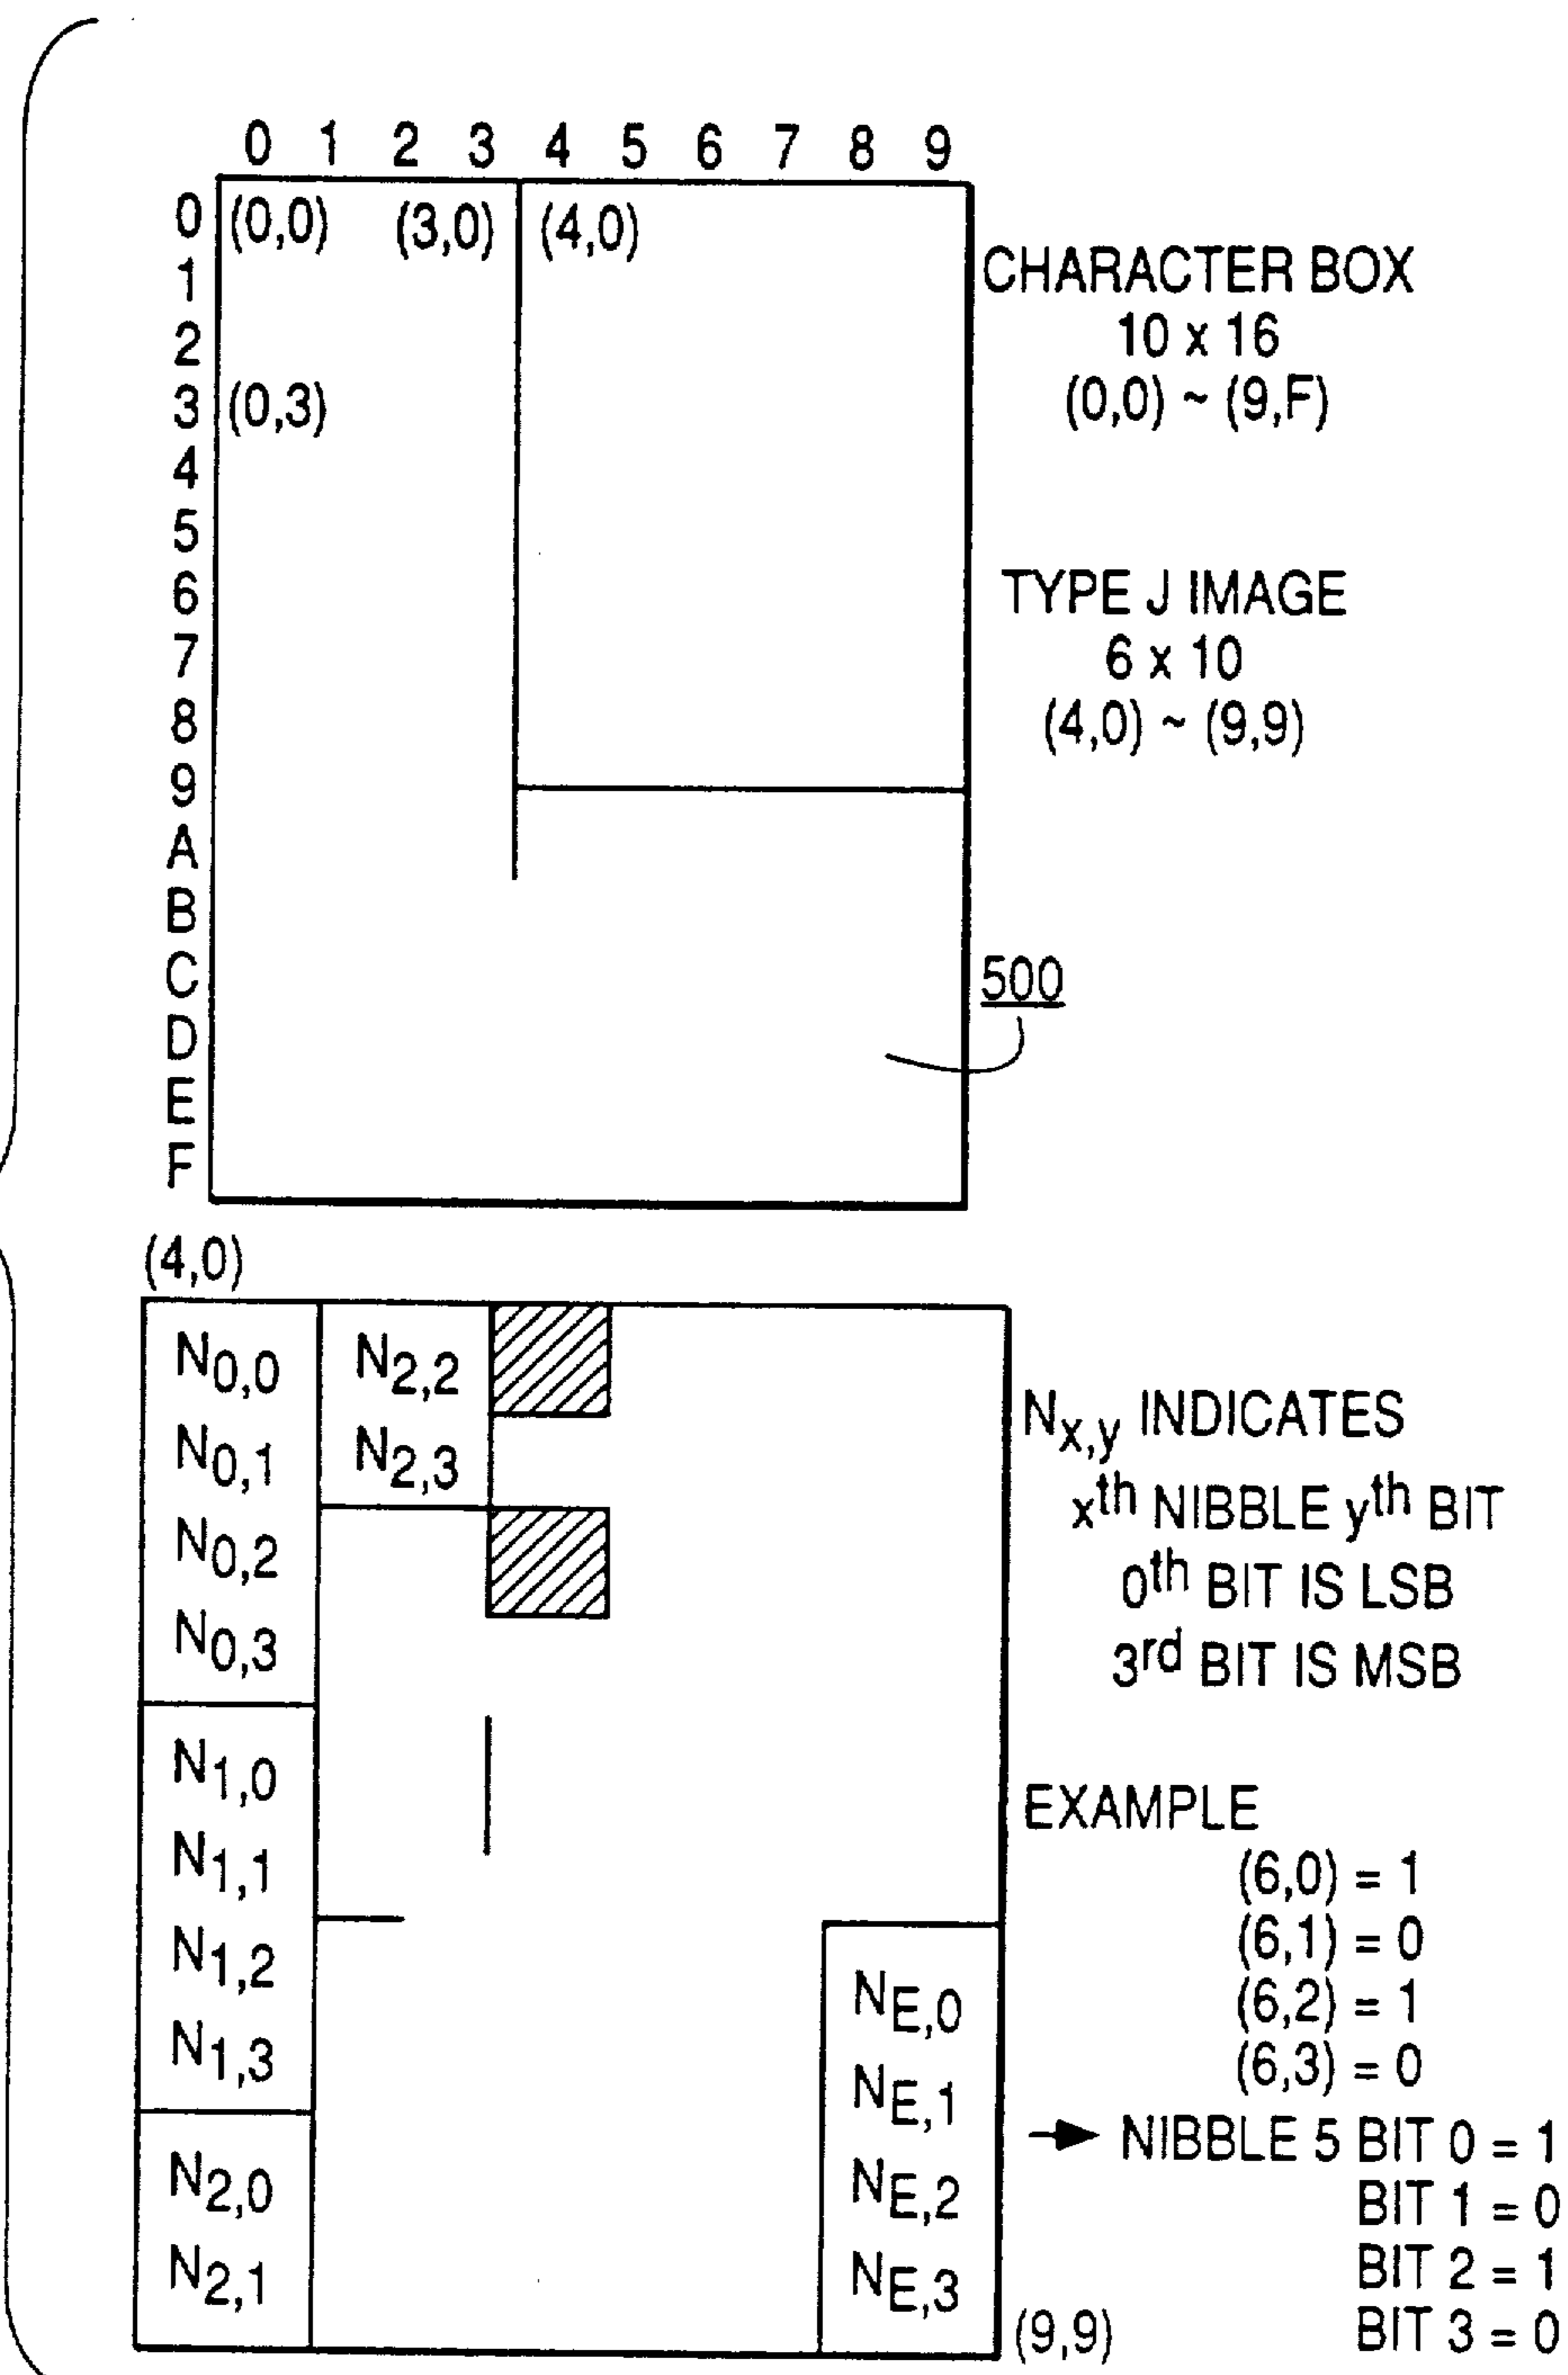 0 1 2 3 4 5 6 7 8 9
0 (0,0) (3,0) (4,0)
1
2
3 (0,3)
4
5
6
7
8
9
A
B
C
D
E
F
CHARACTER BOX
10 x 16
(0,0) ~ (9,F)
TYPE J IMAGE
6 x 10
(4,0) ~ (9,9)
500
(4,0)
N0,0 N2,2
N0,1 N2,3
N0,2
N0,3
N1,0
N1,1
N1,2
N1,3
N2,0
N2,1
NE,0
NE,1
NE,2
NE,3
(9,9)
Nx,y INDICATES
xth NIBBLE yth BIT
0th BIT IS LSB
3rd BIT IS MSB
EXAMPLE
(6,0) = 1
(6,1) = 0
(6,2) = 1
(6,3) = 0
→ NIBBLE 5 BIT 0 = 1
BIT 1 = 0
BIT 2 = 1
BIT 3 = 0